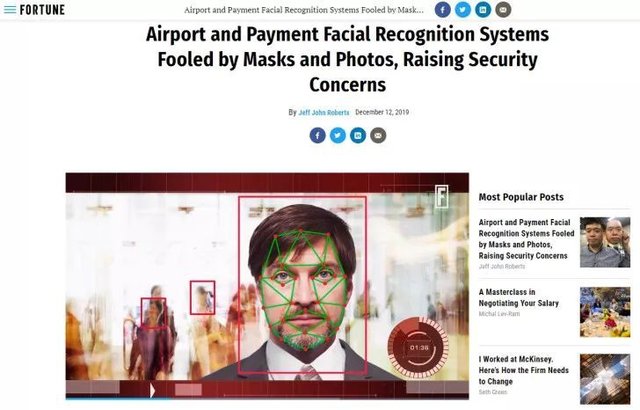 FORTUNE
Airport and Payment Facial Recognition Systems Fooled by Mask...
Airport and Payment Facial Recognition Systems
Fooled by Masks and Photos, Raising Security
Concerns
By Jeff John Roberts December 12, 2019
F
01:36
Most Popular Posts
Airport and Payment Facial
Recognition Systems Fooled
by Masks and Photos,
Raising Security Concerns
Jeff John Roberts
A Masterclass in
Negotiating Your Salary
Michal Lev-Ram
I Worked at McKinsey.
Here's How the Firm Needs
to Change
Seth Green